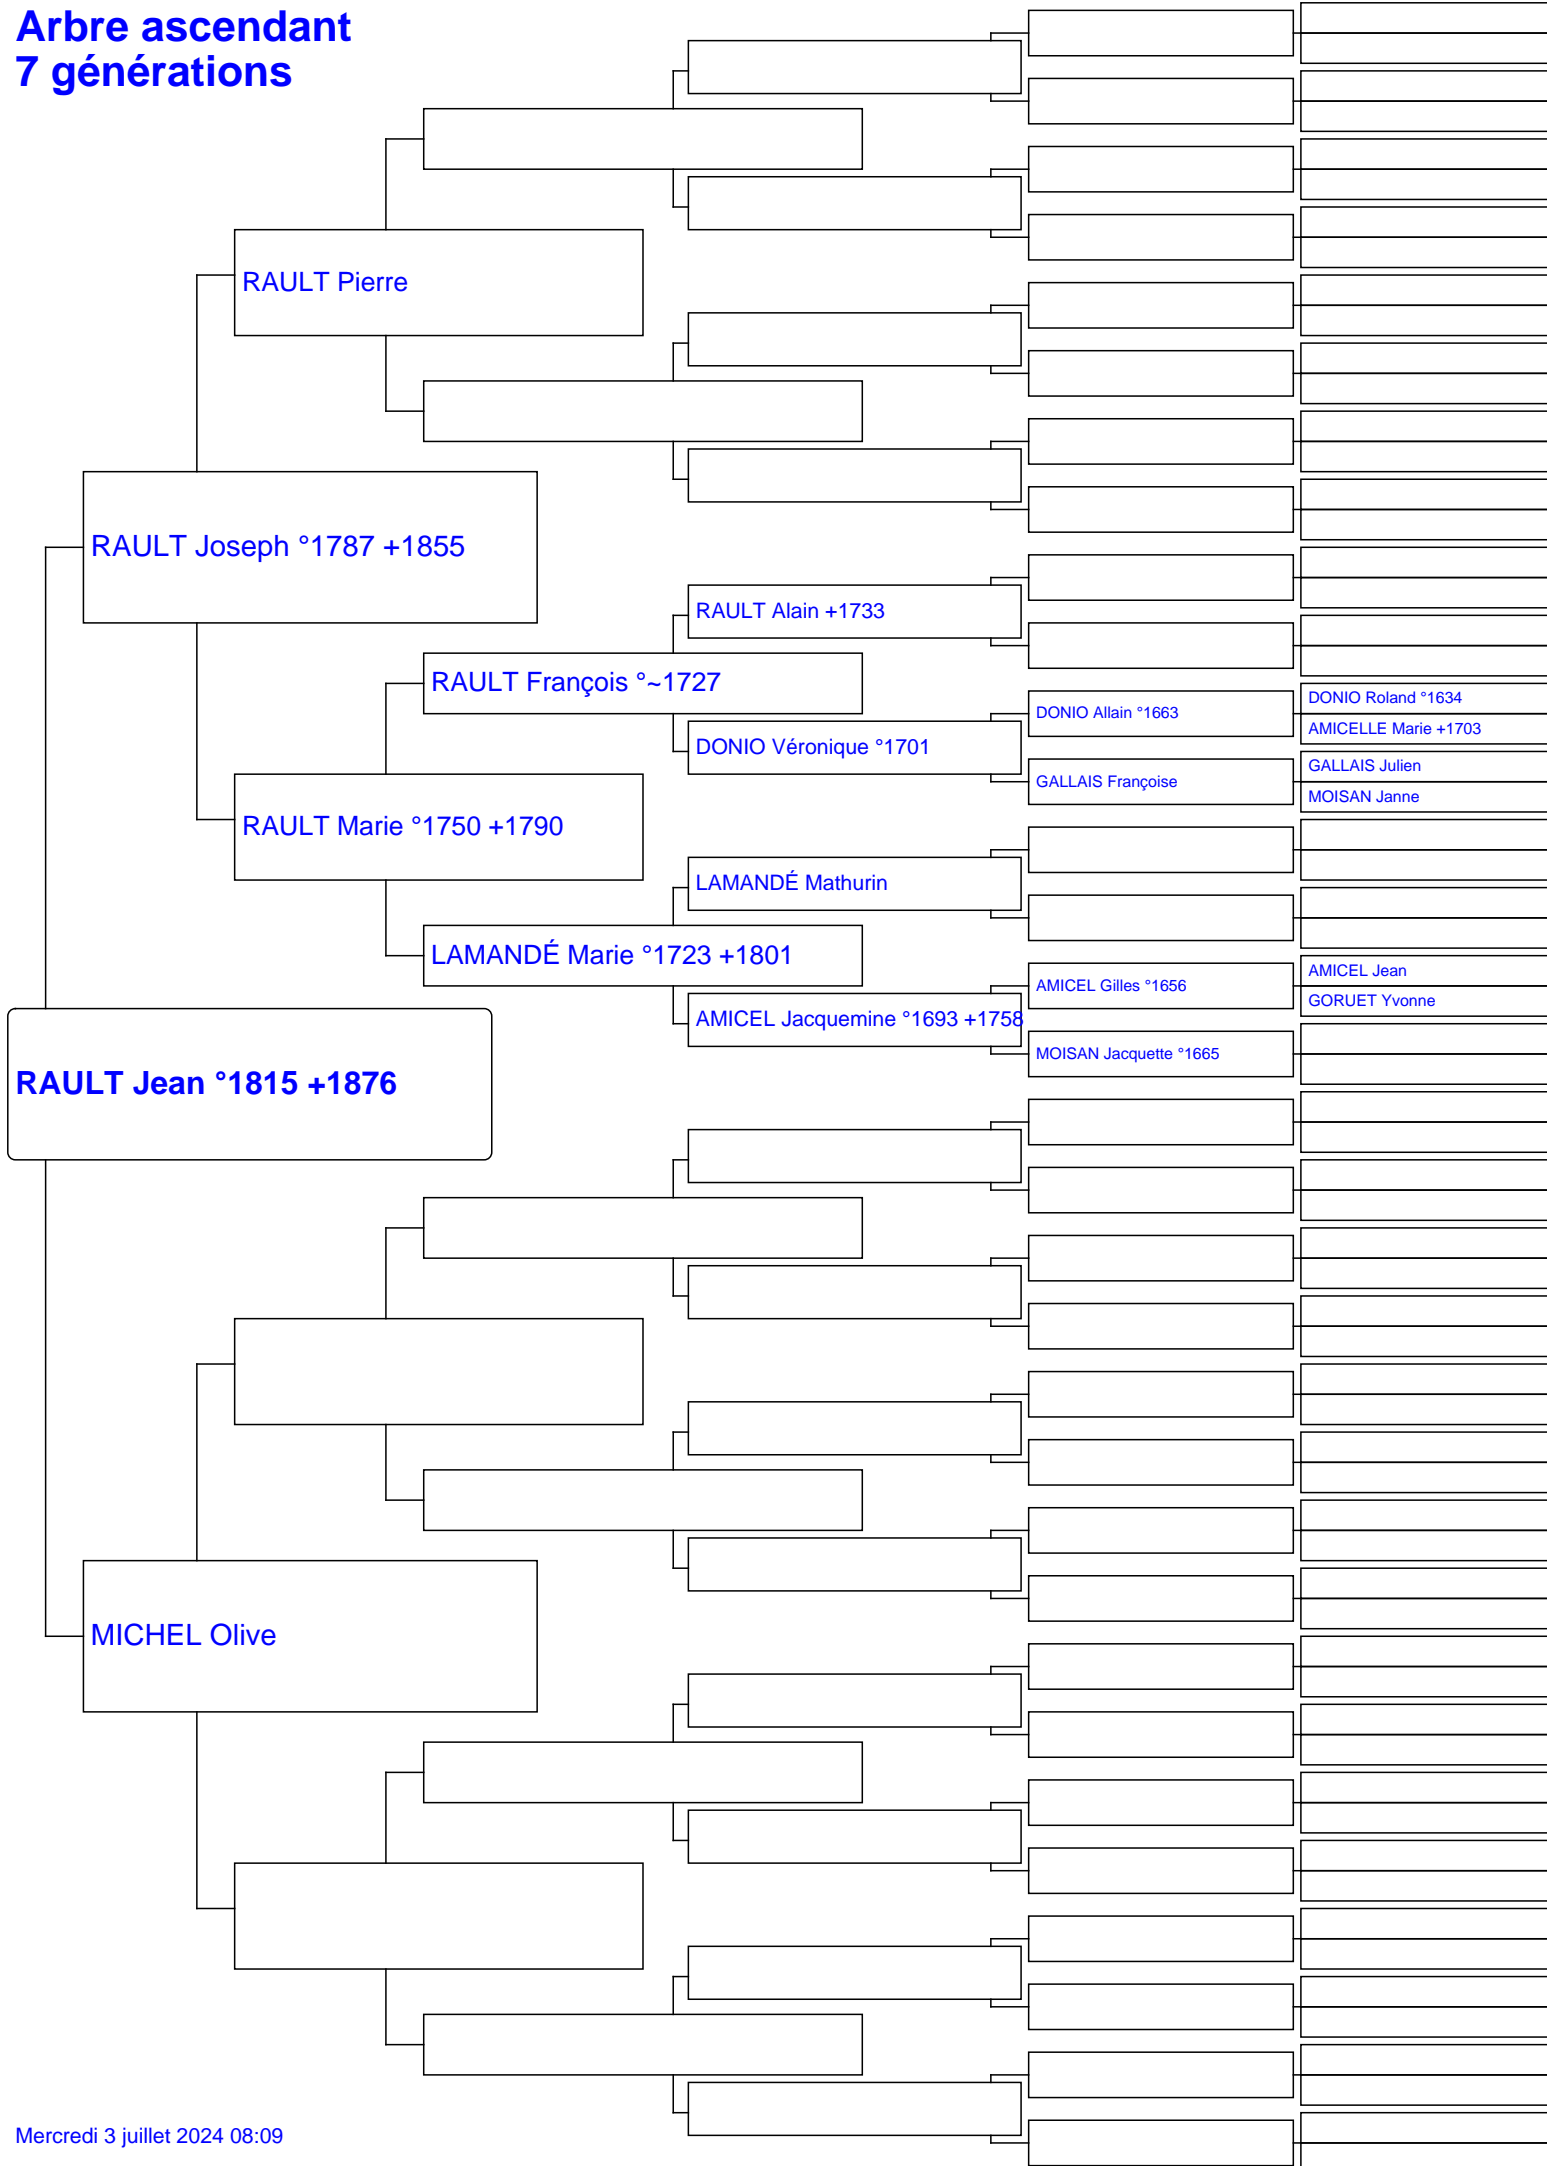 Arbre ascendant
7 générations
RAULT Pierre
RAULT Joseph °1787 +1855
RAULT Alain +1733
RAULT François °~1727
DONIO Roland °1634
DONIO Allain °1663
AMICELLE Marie +1703
DONIO Véronique °1701
GALLAIS Julien
GALLAIS Françoise
MOISAN Janne
RAULT Marie °1750 +1790
LAMANDÉ Mathurin
LAMANDÉ Marie °1723 +1801
AMICEL Jean
AMICEL Gilles °1656
GORUET Yvonne
AMICEL Jacquemine °1693 +1758
MOISAN Jacquette °1665
RAULT Jean °1815 +1876
MICHEL Olive
Mercredi 3 juillet 2024 08:09